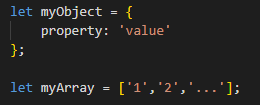 let myObject = {
    property: 'value'
};

let myArray = ['1','2','...'];